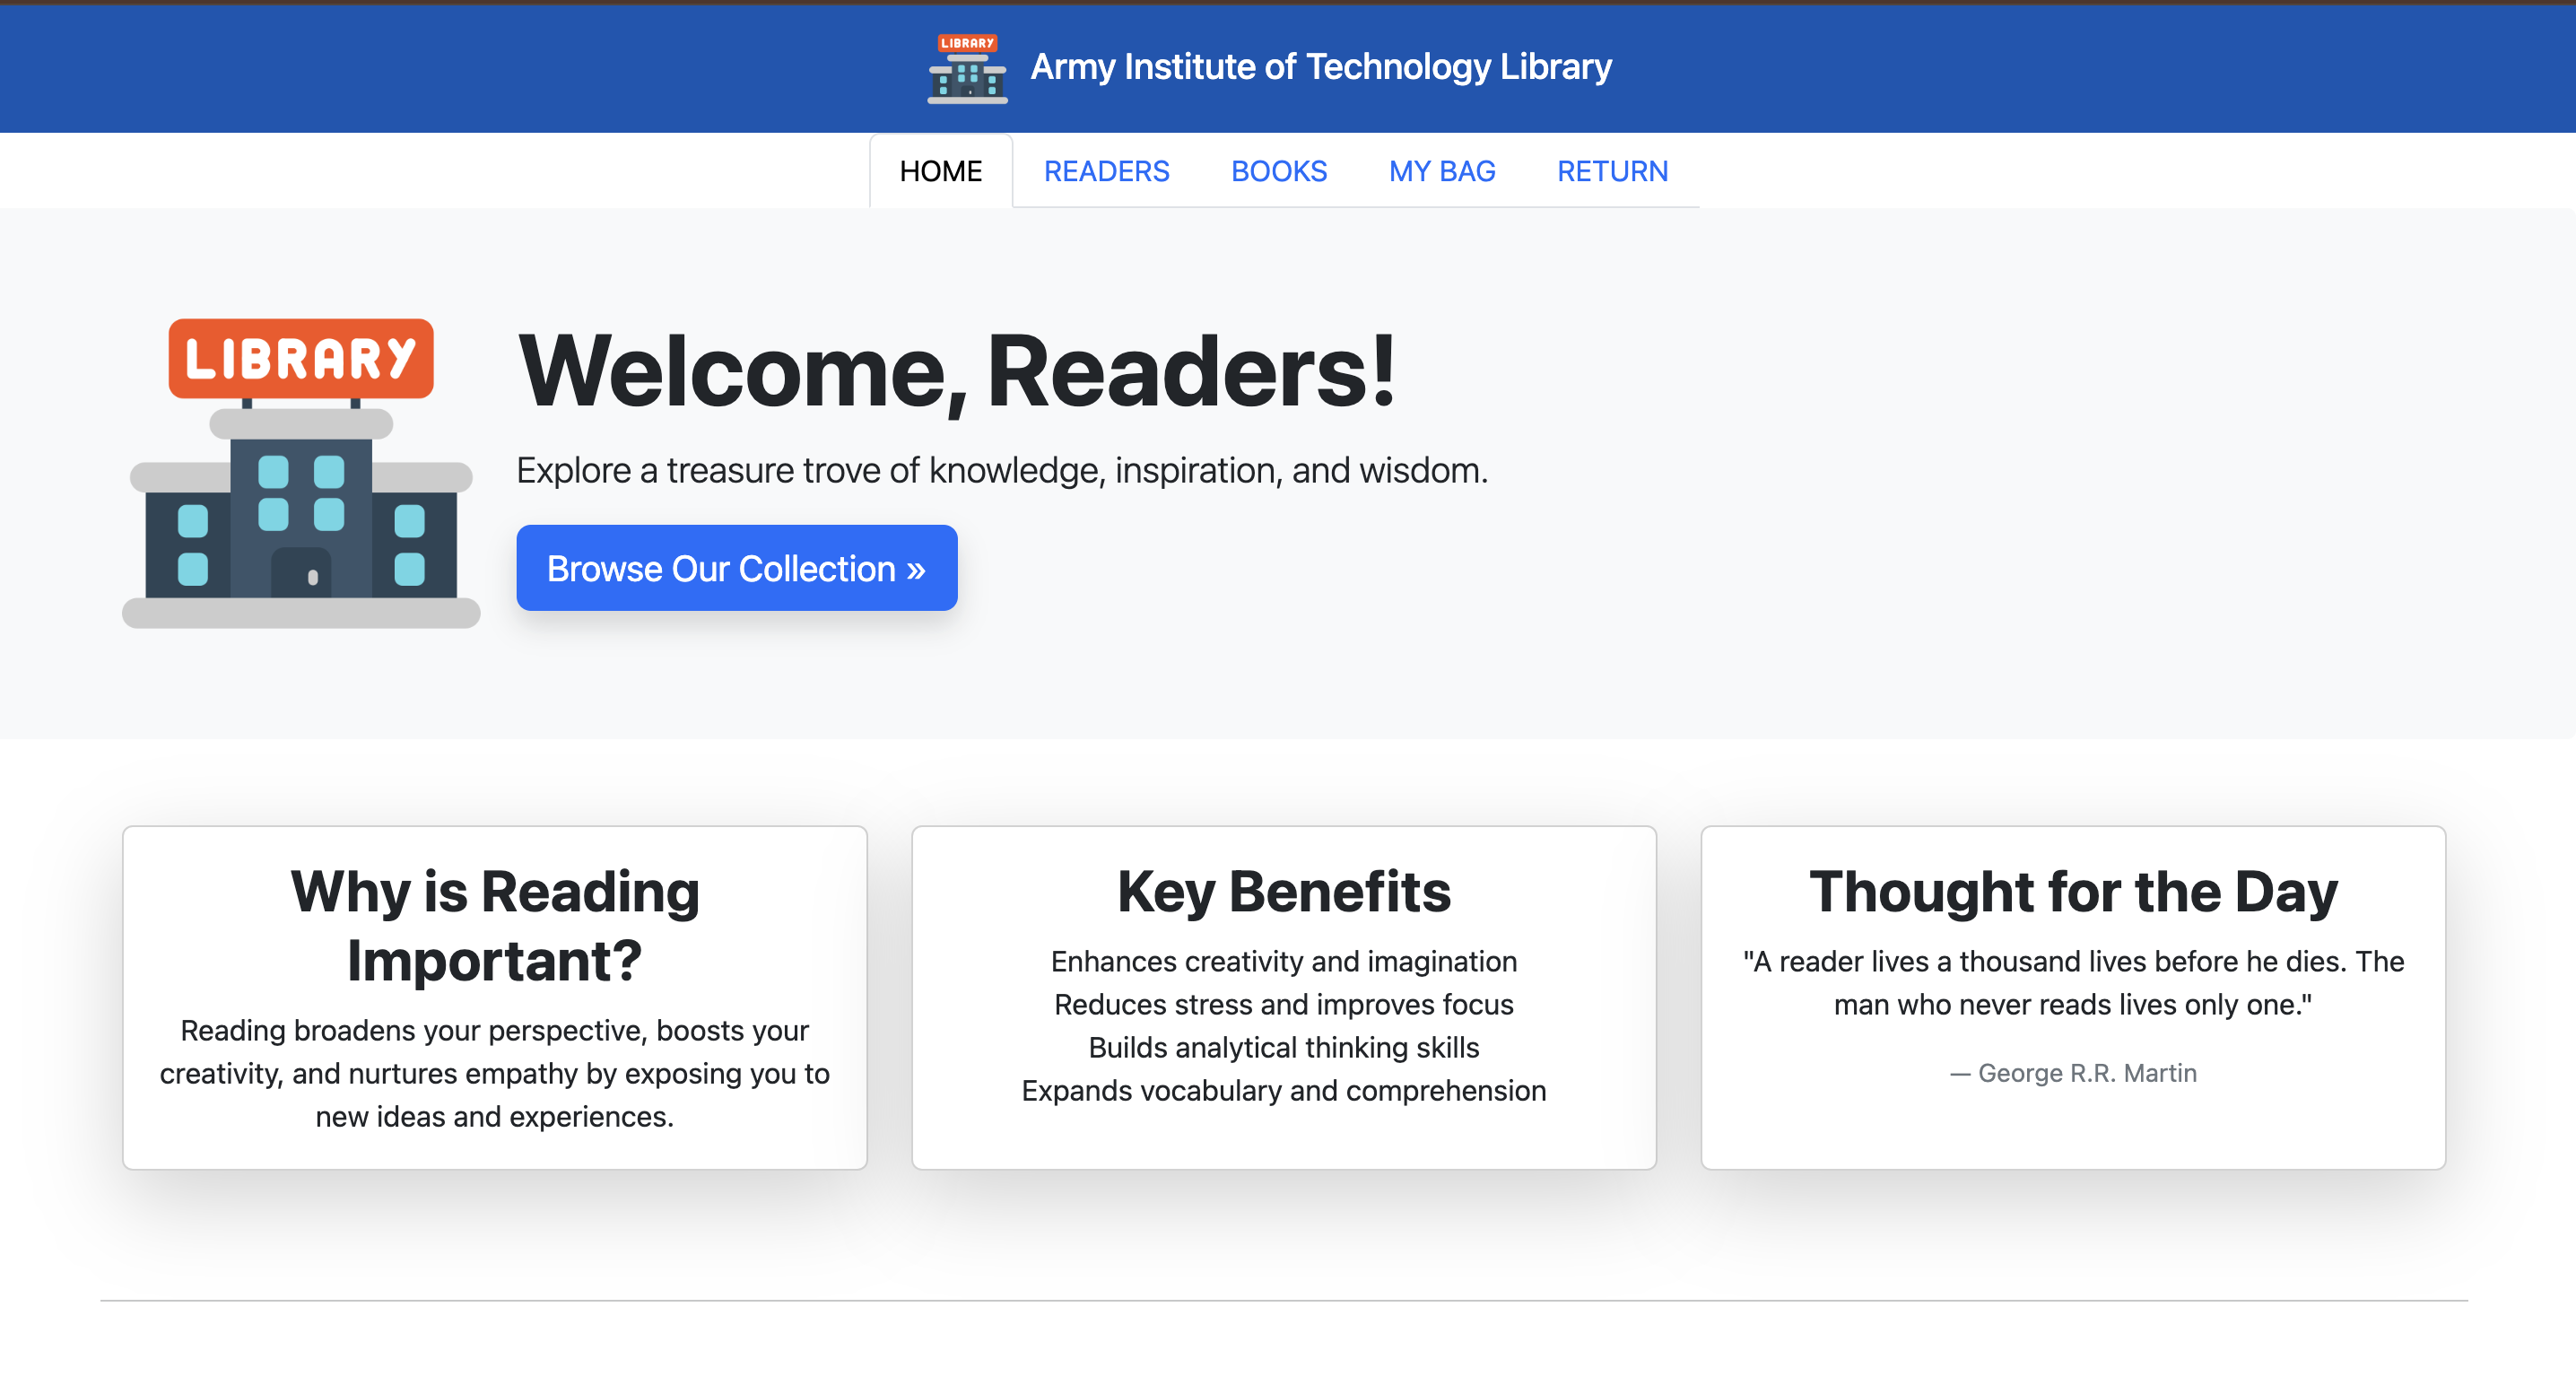 LIBRARY
Army Institute of Technology Library
HOME
READERS
BOOKS
MY BAG
RETURN
LIBRARY
Welcome, Readers!
Explore a treasure trove of knowledge, inspiration, and wisdom.
Browse Our Collection »
Why is Reading
Important?
Reading broadens your perspective, boosts your
creativity, and nurtures empathy by exposing you to
new ideas and experiences.
Key Benefits
Enhances creativity and imagination
Reduces stress and improves focus
Builds analytical thinking skills
Expands vocabulary and comprehension
Thought for the Day
"A reader lives a thousand lives before he dies. The
man who never reads lives only one."
— George R.R. Martin